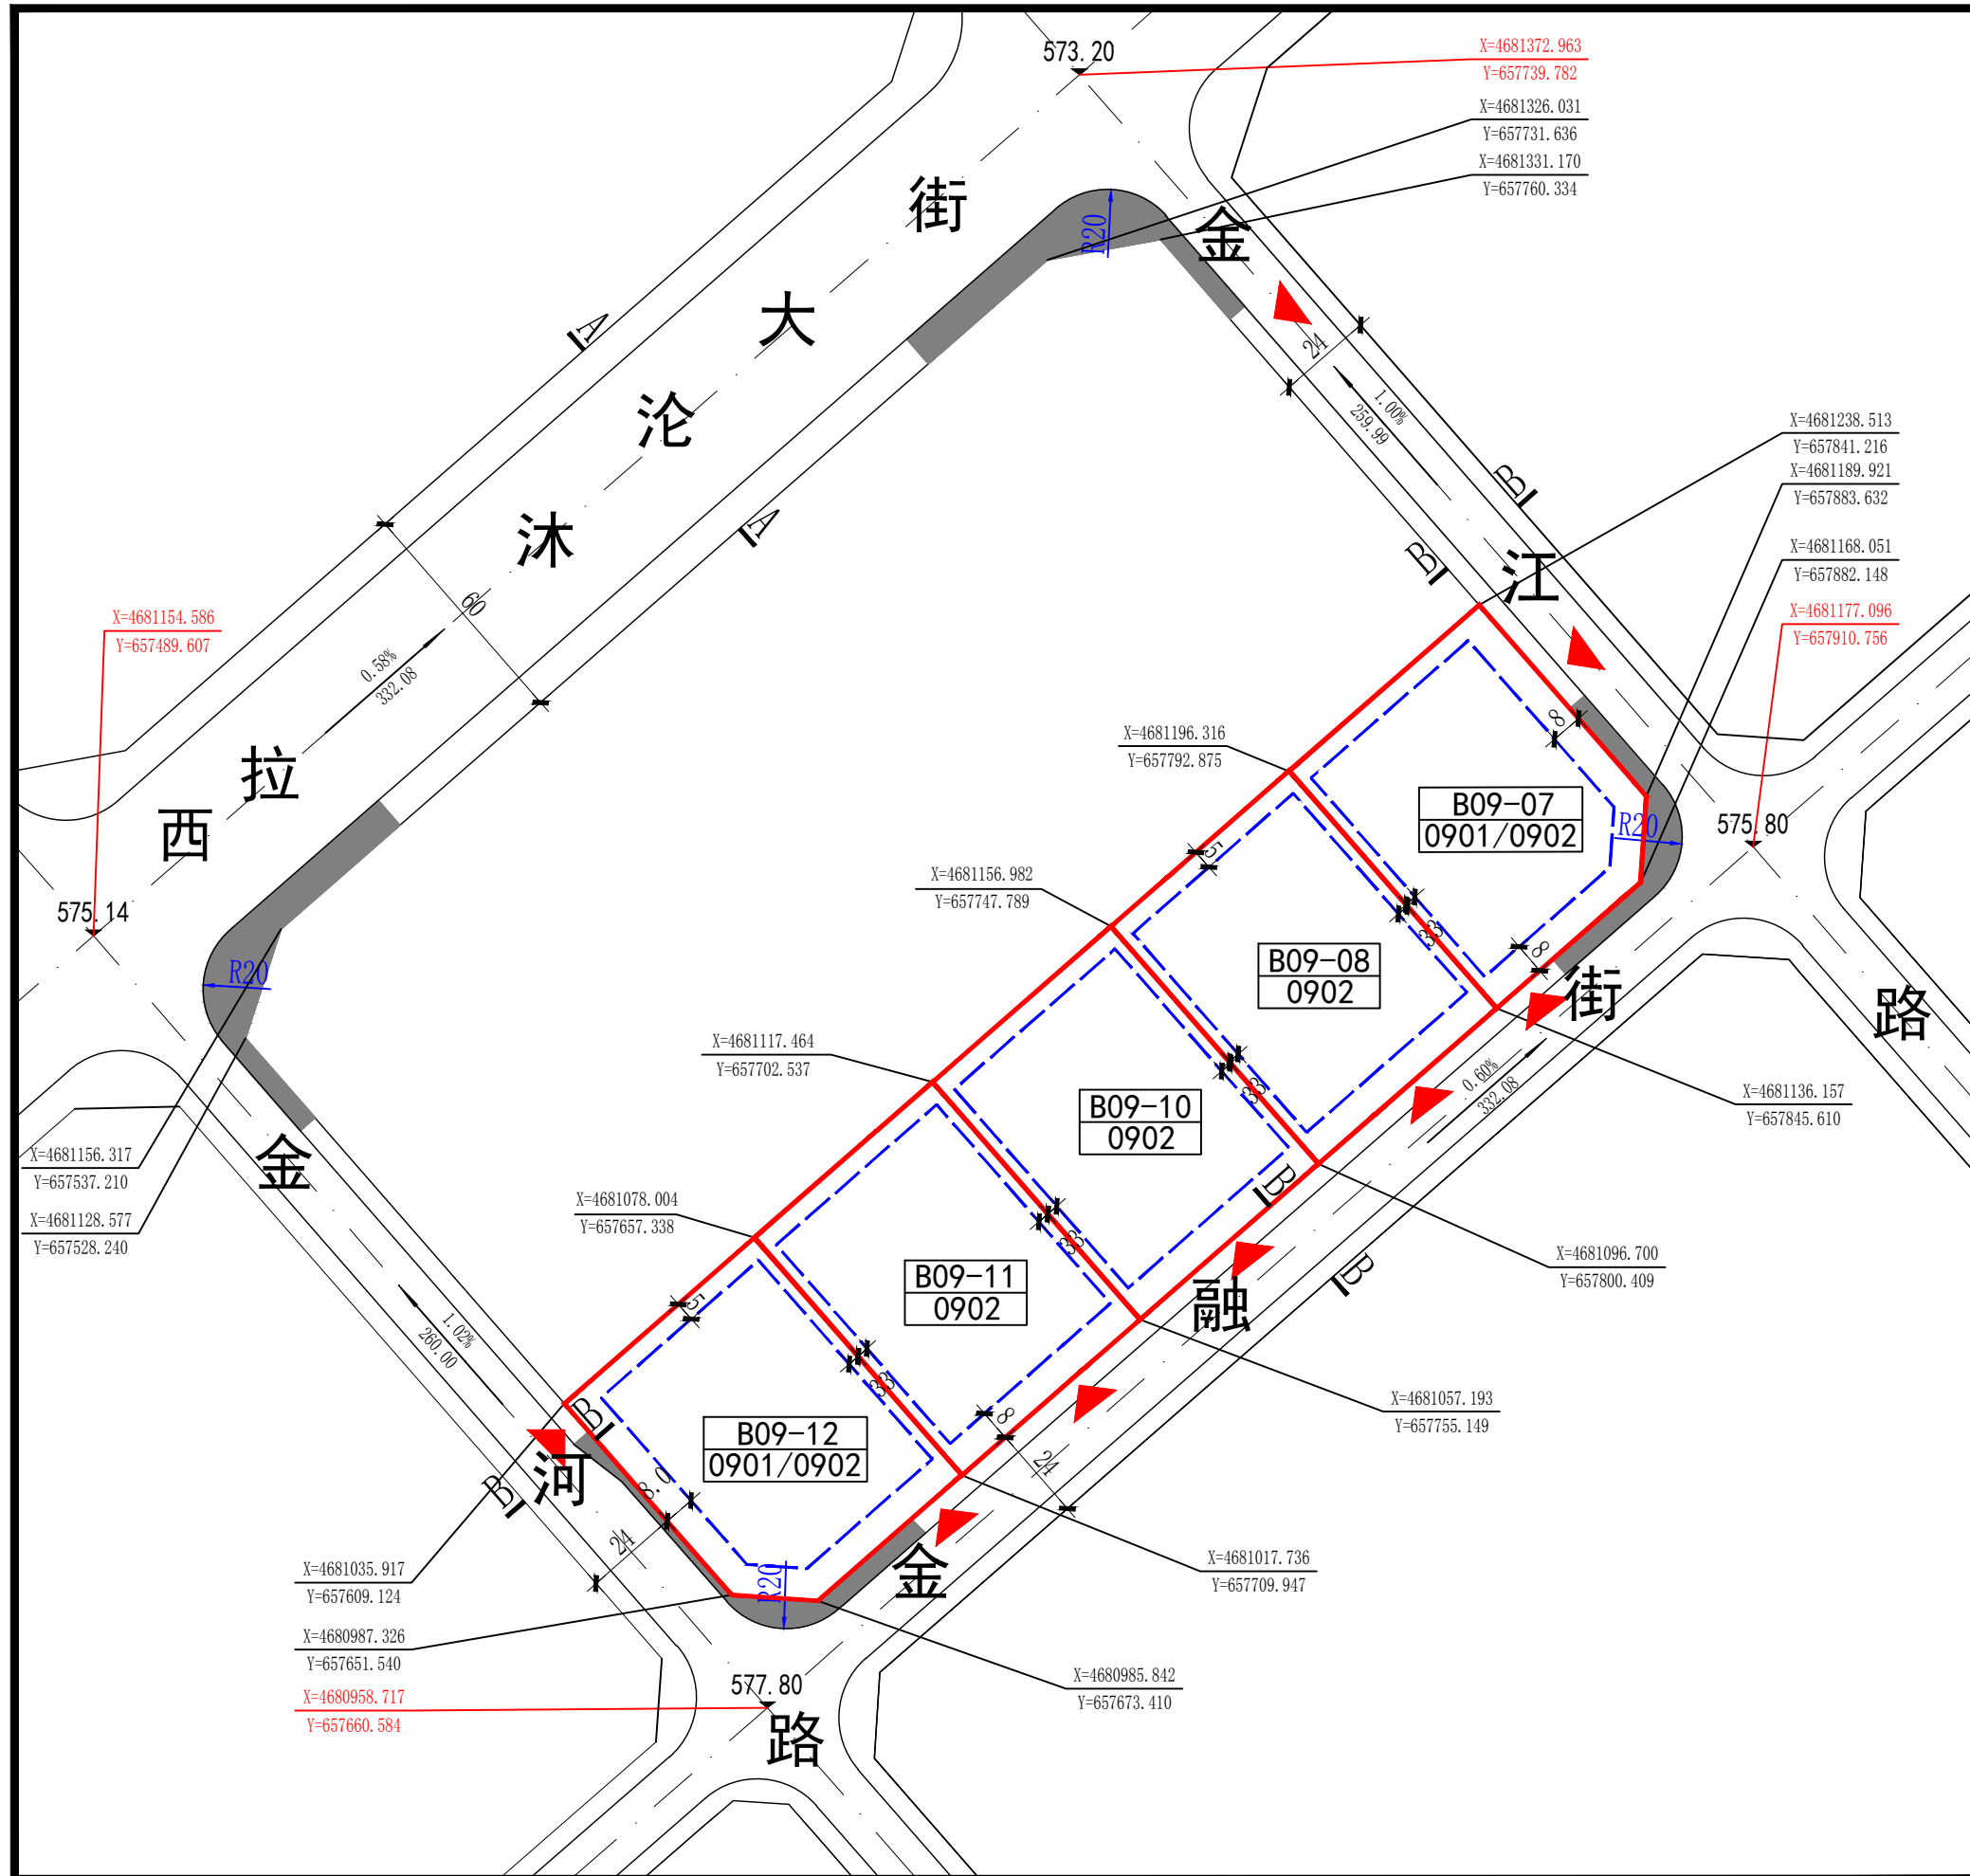 573.20
X=4681372.963
Y=657739.782
X=4681326.031
Y=657731.636
X=4681331.170
Y=657760.334
街
R20
金
大
A
24
1.00%
259.99
沦
X=4681238.513
Y=657841.216
X=4681189.921
Y=657883.632
B
A
沐
B
江
X=4681168.051
Y=657882.148
60
X=4681154.586
Y=657489.607
X=4681177.096
Y=657910.756
0.58%
332.08
8
X=4681196.316
Y=657792.875
拉
西
B09-07
0901/0902
R20
575.80
5
X=4681156.982
Y=657747.789
575.14
33
8
B09-08
0902
R20
街
路
X=4681117.464
Y=657702.537
33
0.60%
332.08
X=4681136.157
Y=657845.610
B09-10
0902
X=4681156.317
Y=657537.210
金
B
X=4681078.004
Y=657657.338
X=4681128.577
Y=657528.240
33
B
X=4681096.700
Y=657800.409
B09-11
0902
融
5
1.02%
260.00
33
X=4681057.193
Y=657755.149
B
8
B09-12
0901/0902
24
河
8.0
B
24
金
X=4681017.736
Y=657709.947
X=4681035.917
Y=657609.124
R20
X=4680987.326
Y=657651.540
X=4680985.842
Y=657673.410
577.80
X=4680958.717
Y=657660.584
路